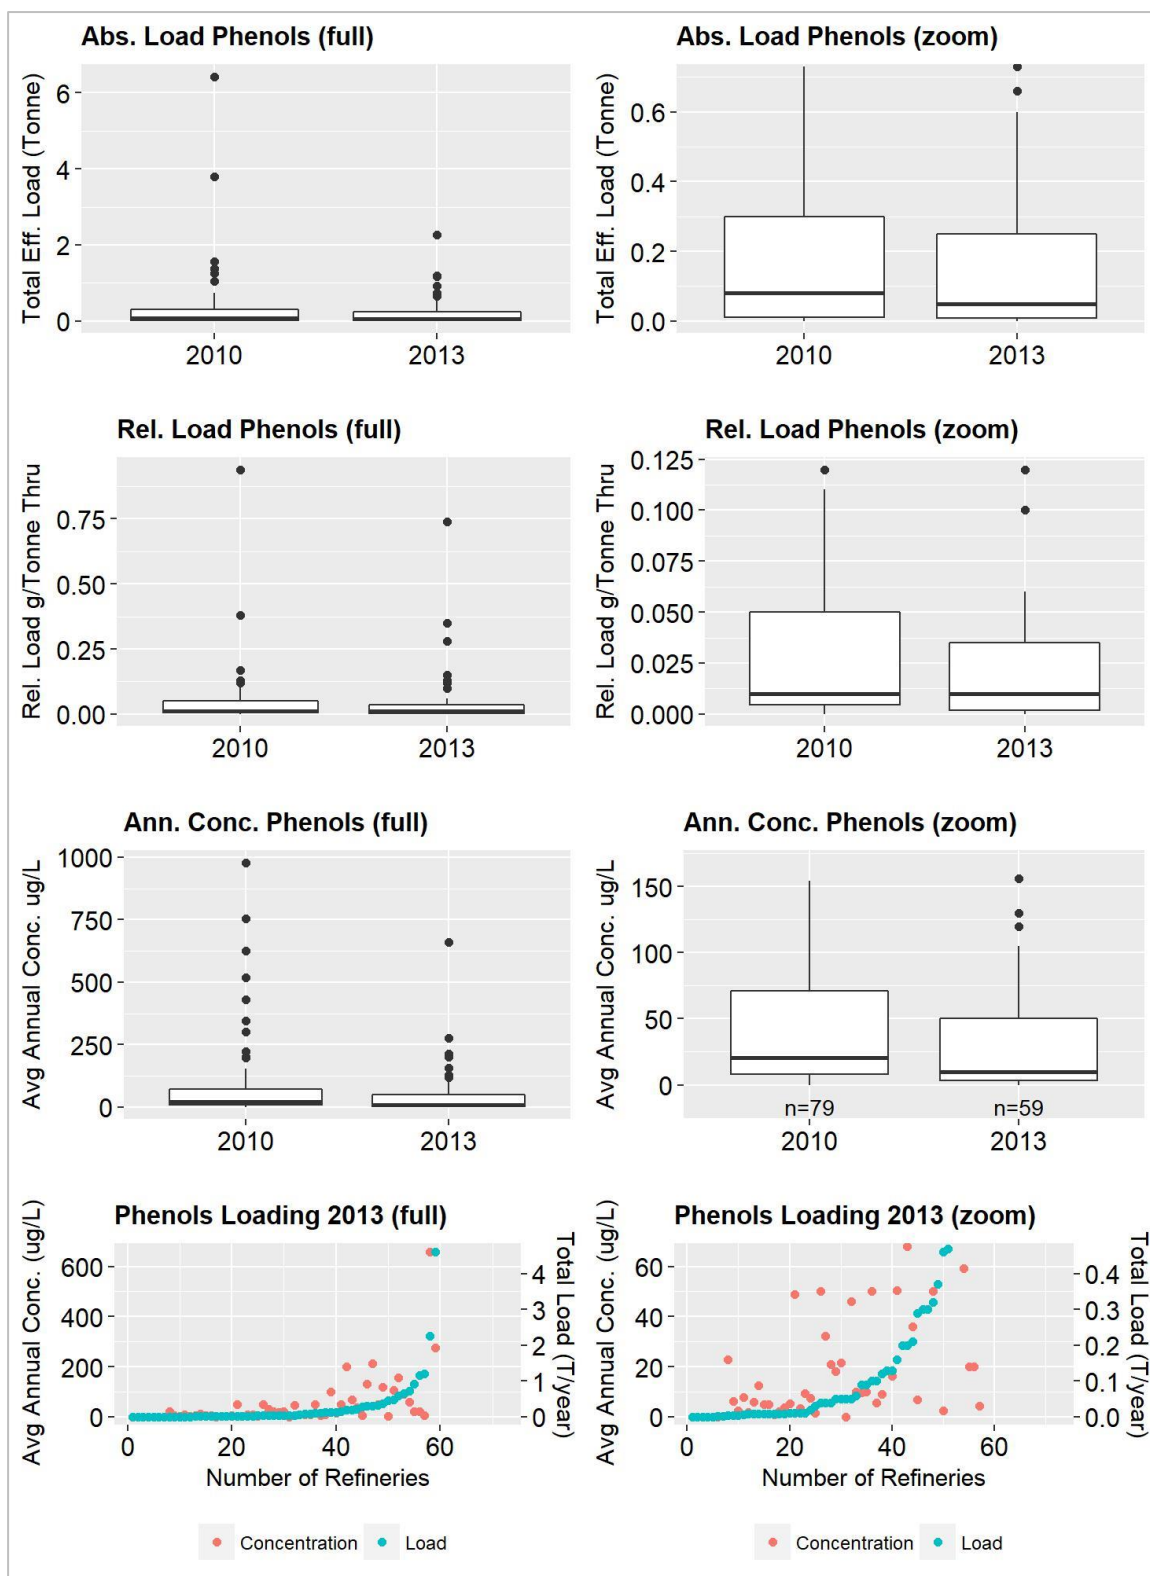 Abs. Load Phenols (full)
Total Eff. Load (Tonne)
6
4
2
0
2010 2013
Abs. Load Phenols (zoom)
Total Eff. Load (Tonne)
0.6
0.4
0.2
0.0
2010 2013
Rel. Load Phenols (full)
Rel. Load g/Tonne Thru
0.75
0.50
0.25
0.00
2010 2013
Rel. Load Phenols (zoom)
Rel. Load g/Tonne Thru
0.125
0.100
0.075
0.050
0.025
0.000
2010 2013
Ann. Conc. Phenols (full)
Avg Annual Conc. ug/L
1000
750
500
250
0
2010 2013
Ann. Conc. Phenols (zoom)
Avg Annual Conc. ug/L
150
100
50
0
n=79 n=59
2010 2013
Phenols Loading 2013 (full)
Avg Annual Conc. (ug/L)
600
400
200
0
Total Load (T/year)
4
3
2
1
0
0 20 40 60
Number of Refineries
Concentration Load
Phenols Loading 2013 (zoom)
Avg Annual Conc. (ug/L)
60
40
20
0
Total Load (T/year)
0.4
0.3
0.2
0.1
0.0
0 20 40 60
Number of Refineries
Concentration Load